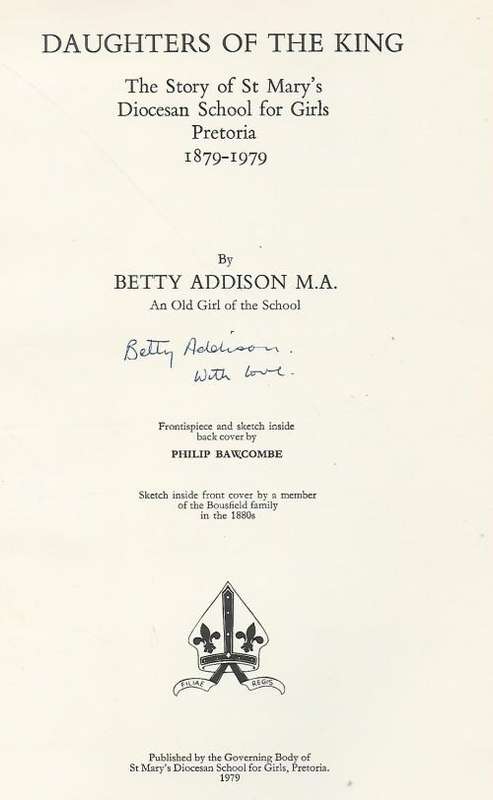 DAUGHTERS OF THE KING
The Story of St Mary's
Diocesan School for Girls
Pretoria
1879-1979
By
BETTY ADDISON M.A.
An Old Girl of the School
Betty Addison.
With love.
Frontispiece and sketch inside
back cover by
PHILIP BAWCOMBE
Sketch inside front cover by a member
of the Bousfield family
in the 1880s
FILIAE REGIS
Published by the Governing Body of
St Mary's Diocesan School for Girls, Pretoria.
1979